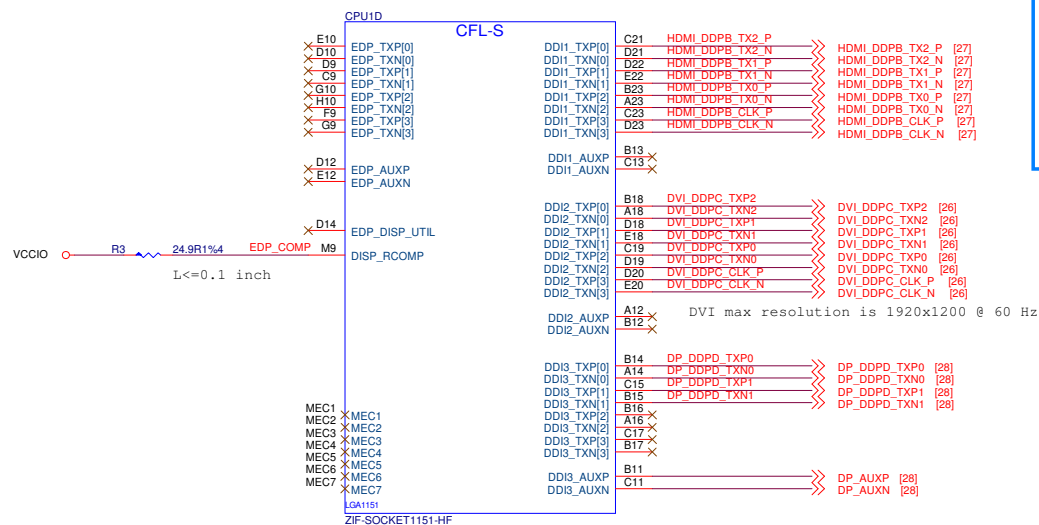 CPU1D
CFL-S
E10 EDP_TXP[0]
D10 EDP_TXN[0]
D9 EDP_TXP[1]
C9 EDP_TXN[1]
G10 EDP_TXP[2]
H10 EDP_TXN[2]
F9 EDP_TXP[3]
G9 EDP_TXN[3]
D12 EDP_AUXP
E12 EDP_AUXN
D14 EDP_DISP_UTIL
VCCIO R3 24.9R1%4 EDP_COMP M9 DISP_RCOMP
L<=0.1 inch
MEC1 MEC1
MEC2 MEC2
MEC3 MEC3
MEC4 MEC4
MEC5 MEC5
MEC6 MEC6
MEC7 MEC7
LGA1151
ZIF-SOCKET1151-HF
DDI1_TXP[0] C21 HDMI_DDPB_TX2_P HDMI_DDPB_TX2_P [27]
DDI1_TXN[0] D21 HDMI_DDPB_TX2_N HDMI_DDPB_TX2_N [27]
DDI1_TXP[1] D22 HDMI_DDPB_TX1_P HDMI_DDPB_TX1_P [27]
DDI1_TXN[1] E22 HDMI_DDPB_TX1_N HDMI_DDPB_TX1_N [27]
DDI1_TXP[2] B23 HDMI_DDPB_TX0_P HDMI_DDPB_TX0_P [27]
DDI1_TXN[2] A23 HDMI_DDPB_TX0_N HDMI_DDPB_TX0_N [27]
DDI1_TXP[3] C23 HDMI_DDPB_CLK_P HDMI_DDPB_CLK_P [27]
DDI1_TXN[3] D23 HDMI_DDPB_CLK_N HDMI_DDPB_CLK_N [27]
DDI1_AUXP B13
DDI1_AUXN C13
DDI2_TXP[0] B18 DVI_DDPC_TXP2 DVI_DDPC_TXP2 [26]
DDI2_TXN[0] A18 DVI_DDPC_TXN2 DVI_DDPC_TXN2 [26]
DDI2_TXP[1] D18 DVI_DDPC_TXP1 DVI_DDPC_TXP1 [26]
DDI2_TXN[1] E18 DVI_DDPC_TXN1 DVI_DDPC_TXN1 [26]
DDI2_TXP[2] C19 DVI_DDPC_TXP0 DVI_DDPC_TXP0 [26]
DDI2_TXN[2] D19 DVI_DDPC_TXN0 DVI_DDPC_TXN0 [26]
DDI2_TXP[3] D20 DVI_DDPC_CLK_P DVI_DDPC_CLK_P [26]
DDI2_TXN[3] E20 DVI_DDPC_CLK_N DVI_DDPC_CLK_N [26]
DDI2_AUXP A12
DDI2_AUXN B12
DVI max resolution is 1920x1200 @ 60 Hz
DDI3_TXP[0] B14 DP_DDPD_TXP0 DP_DDPD_TXP0 [28]
DDI3_TXN[0] A14 DP_DDPD_TXN0 DP_DDPD_TXN0 [28]
DDI3_TXP[1] C15 DP_DDPD_TXP1 DP_DDPD_TXP1 [28]
DDI3_TXN[1] B15 DP_DDPD_TXN1 DP_DDPD_TXN1 [28]
DDI3_TXP[2] B16
DDI3_TXN[2] A16
DDI3_TXP[3] C17
DDI3_TXN[3] B17
DDI3_AUXP B11 DP_AUXP [28]
DDI3_AUXN C11 DP_AUXN [28]